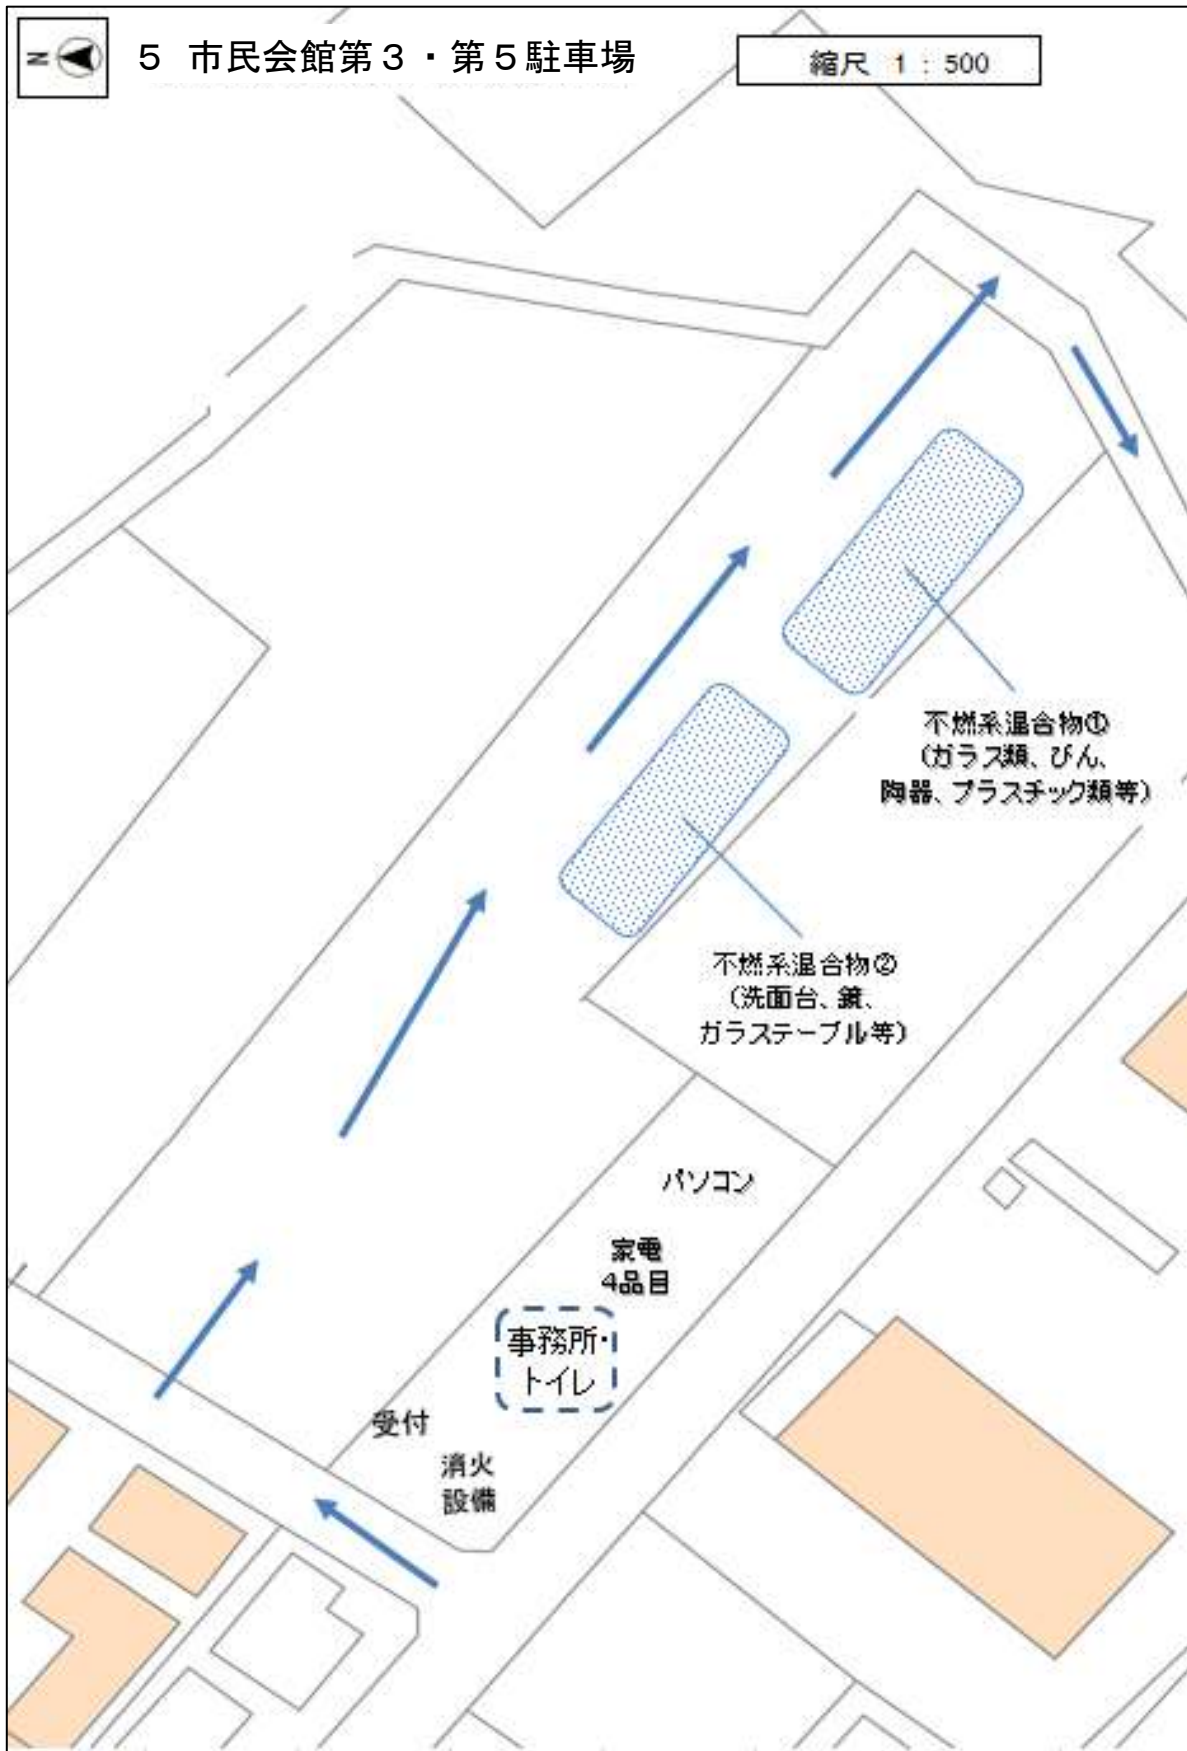 N
5 市民会館第3・第5駐車場
縮尺 1:500
不燃系混合物①
(ガラス類、びん、
陶器、プラスチック類等)
不燃系混合物②
(洗面台、鏡、
ガラステーブル等)
パソコン
家電
4品目
事務所・
トイレ
受付
消火
設備